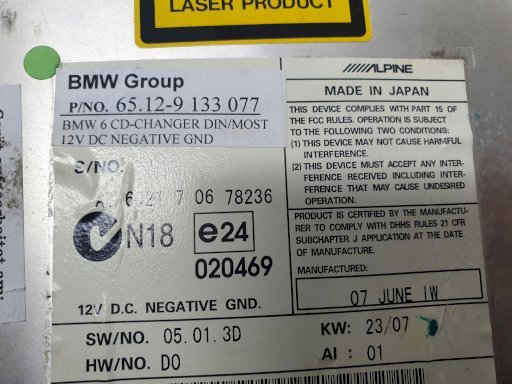 LASER PRODUCT
BMW Group
P/NO. 65.12-9 133 077
BMW 6 CD-CHANGER DIN/MOST
12V DC NEGATIVE GND
S/NO.
7 06 78236
N18
e24
020469
12V D.C. NEGATIVE GND.
SW/NO. 05.01.3D
HW/NO. D0
ALPINE
MADE IN JAPAN
THIS DEVICE COMPLIES WITH PART 15 OF
THE FCC RULES. OPERATION IS SUBJECT
TO THE FOLLOWING TWO CONDITIONS:
(1) THIS DEVICE MAY NOT CAUSE HARMFUL
INTERFERENCE.
(2) THIS DEVICE MUST ACCEPT ANY INTER-
FERENCE RECEIVED INCLUDING INTER-
FERENCE THAT MAY CAUSE UNDESIRED
OPERATION.
PRODUCT IS CERTIFIED BY THE MANUFACTU-
RER TO COMPLY WITH DHHS RULES 21 CFR
SUBCHAPTER J APPLICATION AT THE DATE
OF MANUFACTURE.
MANUFACTURED:
07 JUNE IW
KW: 23/07
AI : 01